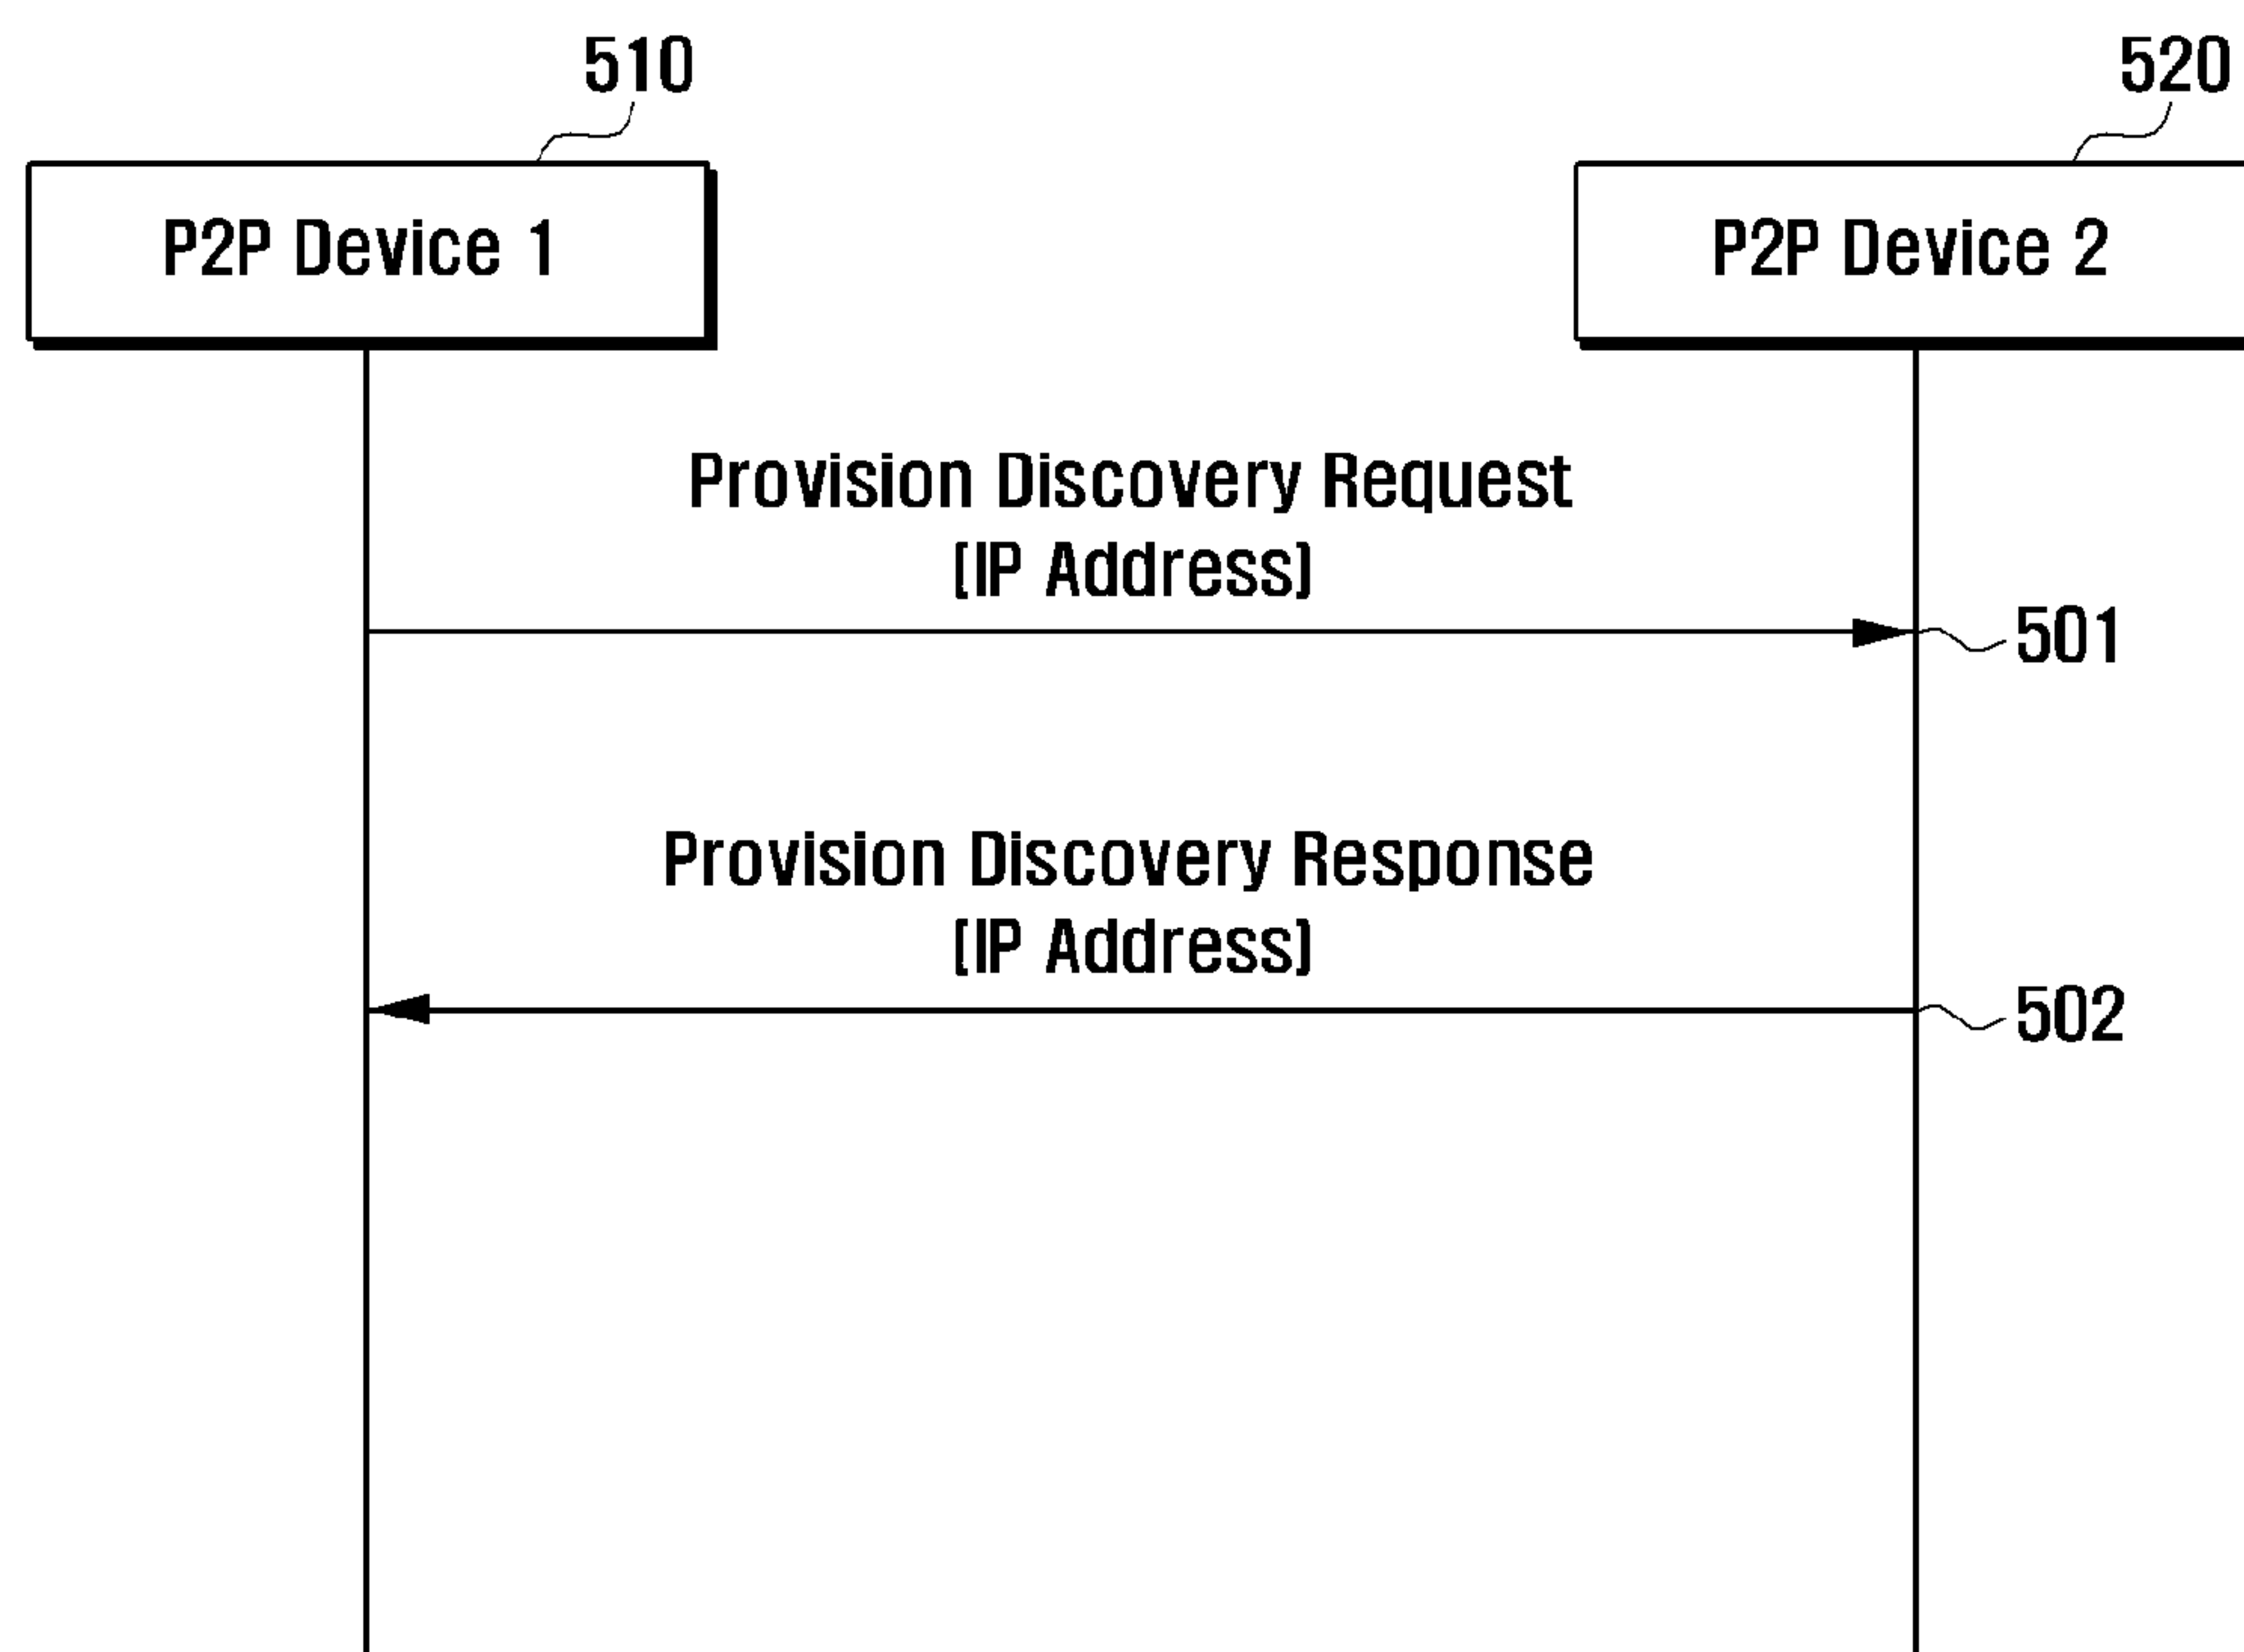 510
520
P2P Device 1
P2P Device 2
Provision Discovery Request
(IP Address)
501
Provision Discovery Response
(IP Address)
502